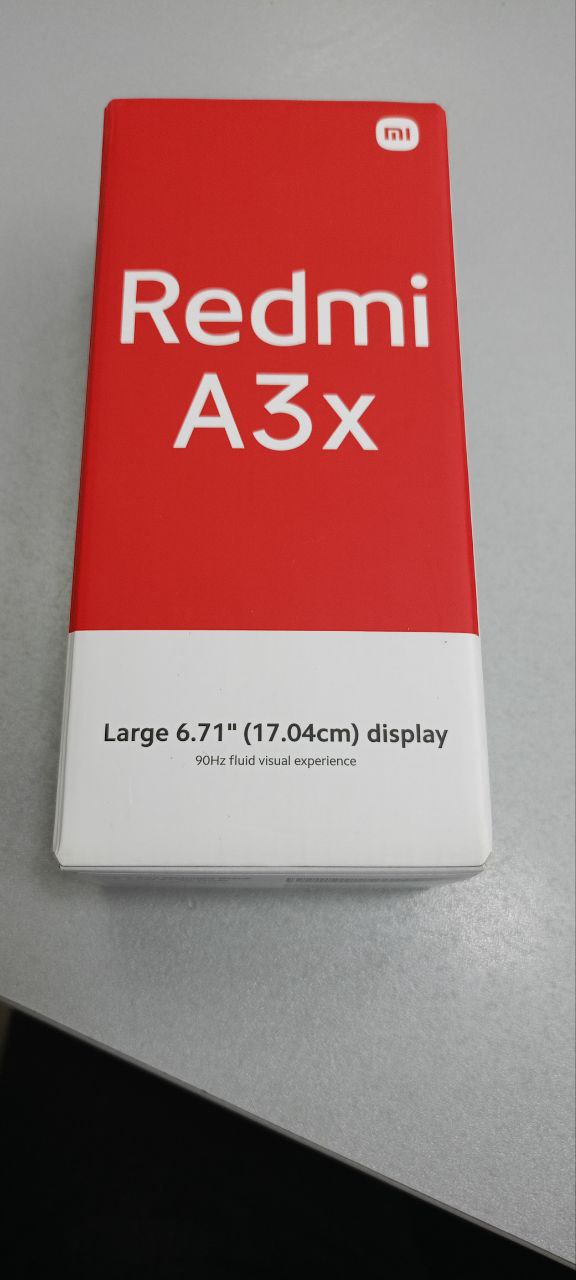 mi
Redmi
A3x
Large 6.71" (17.04cm) display
90Hz fluid visual experience